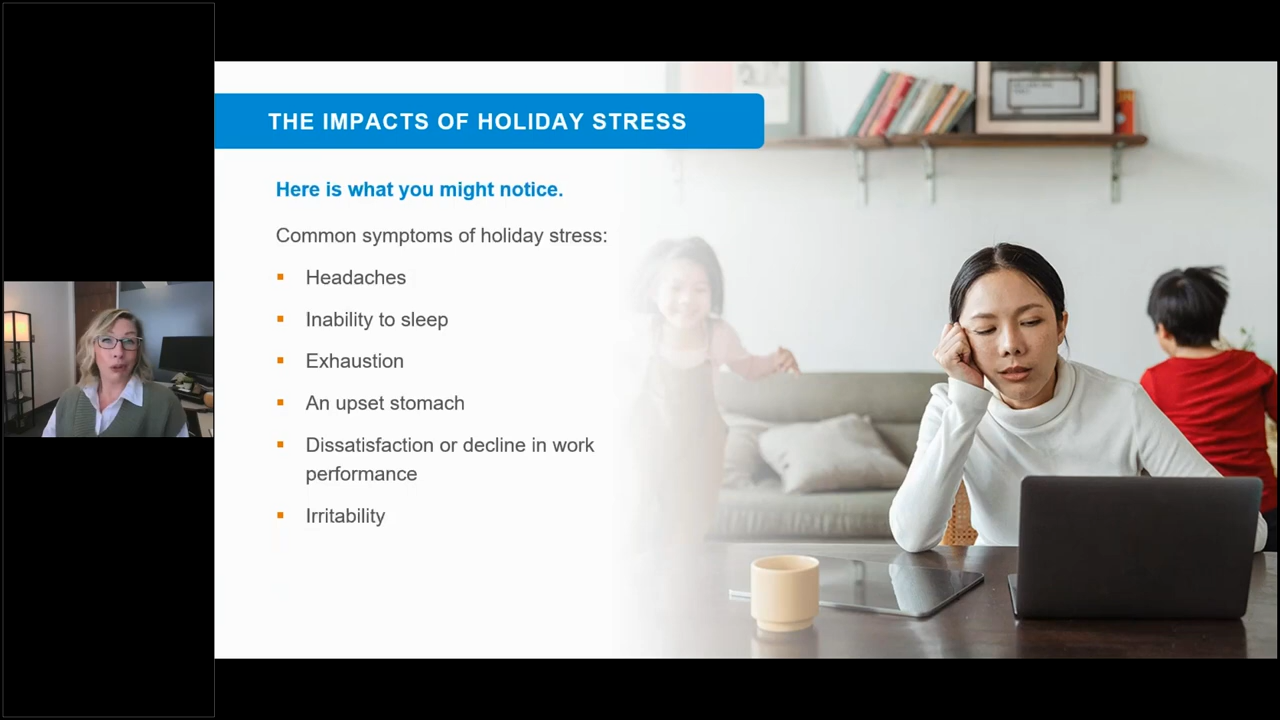 THE IMPACTS OF HOLIDAY STRESS
Here is what you might notice.
Common symptoms of holiday stress:
Headaches
Inability to sleep
Exhaustion
An upset stomach
Dissatisfaction or decline in work
performance
Irritability